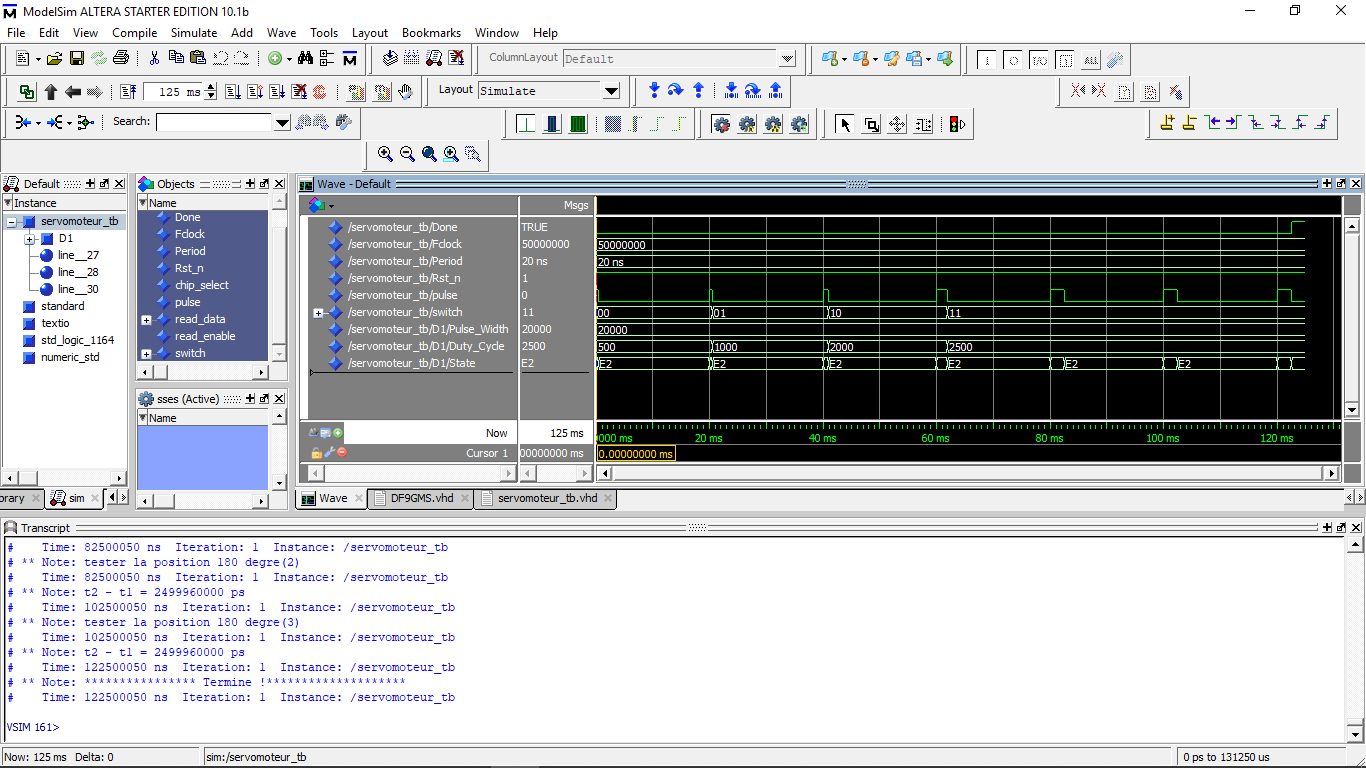 ModelSim ALTERA STARTER EDITION 10.1b
File Edit View Compile Simulate Add Wave Tools Layout Bookmarks Window Help
ColumnLayout Default
ALL
125 ms Layout Simulate
Search:
Default
Instance
servomoteur_tb
D1
line__27
line__28
line__30
standard
textio
std_logic_1164
numeric_std
Objects
Name
Done
Fclock
Period
Rst_n
chip_select
pulse
read_data
read_enable
switch
sses (Active)
Name
Wave - Default
Msgs
/servomoteur_tb/Done TRUE
/servomoteur_tb/Fclock 50000000 50000000
/servomoteur_tb/Period 20 ns 20 ns
/servomoteur_tb/Rst_n 1
/servomoteur_tb/pulse 0
/servomoteur_tb/switch 11 00 01 10 11
/servomoteur_tb/D1/Pulse_Width 20000 20000
/servomoteur_tb/D1/Duty_Cycle 2500 500 1000 2000 2500
/servomoteur_tb/D1/State E2 E2 E2 E2 E2 E2 E2
Now 125 ms 000 ms 20 ms 40 ms 60 ms 80 ms 100 ms 120 ms
Cursor 1 00000000 ms 0.00000000 ms
brary sim Wave DF9GMS.vhd servomoteur_tb.vhd
Transcript
# Time: 82500050 ns Iteration: 1 Instance: /servomoteur_tb
# ** Note: tester la position 180 degre(2)
# Time: 82500050 ns Iteration: 1 Instance: /servomoteur_tb
# ** Note: t2 - t1 = 2499960000 ps
# Time: 102500050 ns Iteration: 1 Instance: /servomoteur_tb
# ** Note: tester la position 180 degre(3)
# Time: 102500050 ns Iteration: 1 Instance: /servomoteur_tb
# ** Note: t2 - t1 = 2499960000 ps
# Time: 122500050 ns Iteration: 1 Instance: /servomoteur_tb
# ** Note: **************** Termine !********************
# Time: 122500050 ns Iteration: 1 Instance: /servomoteur_tb
VSIM 161>
Now: 125 ms Delta: 0 sim:/servomoteur_tb 0 ps to 131250 us